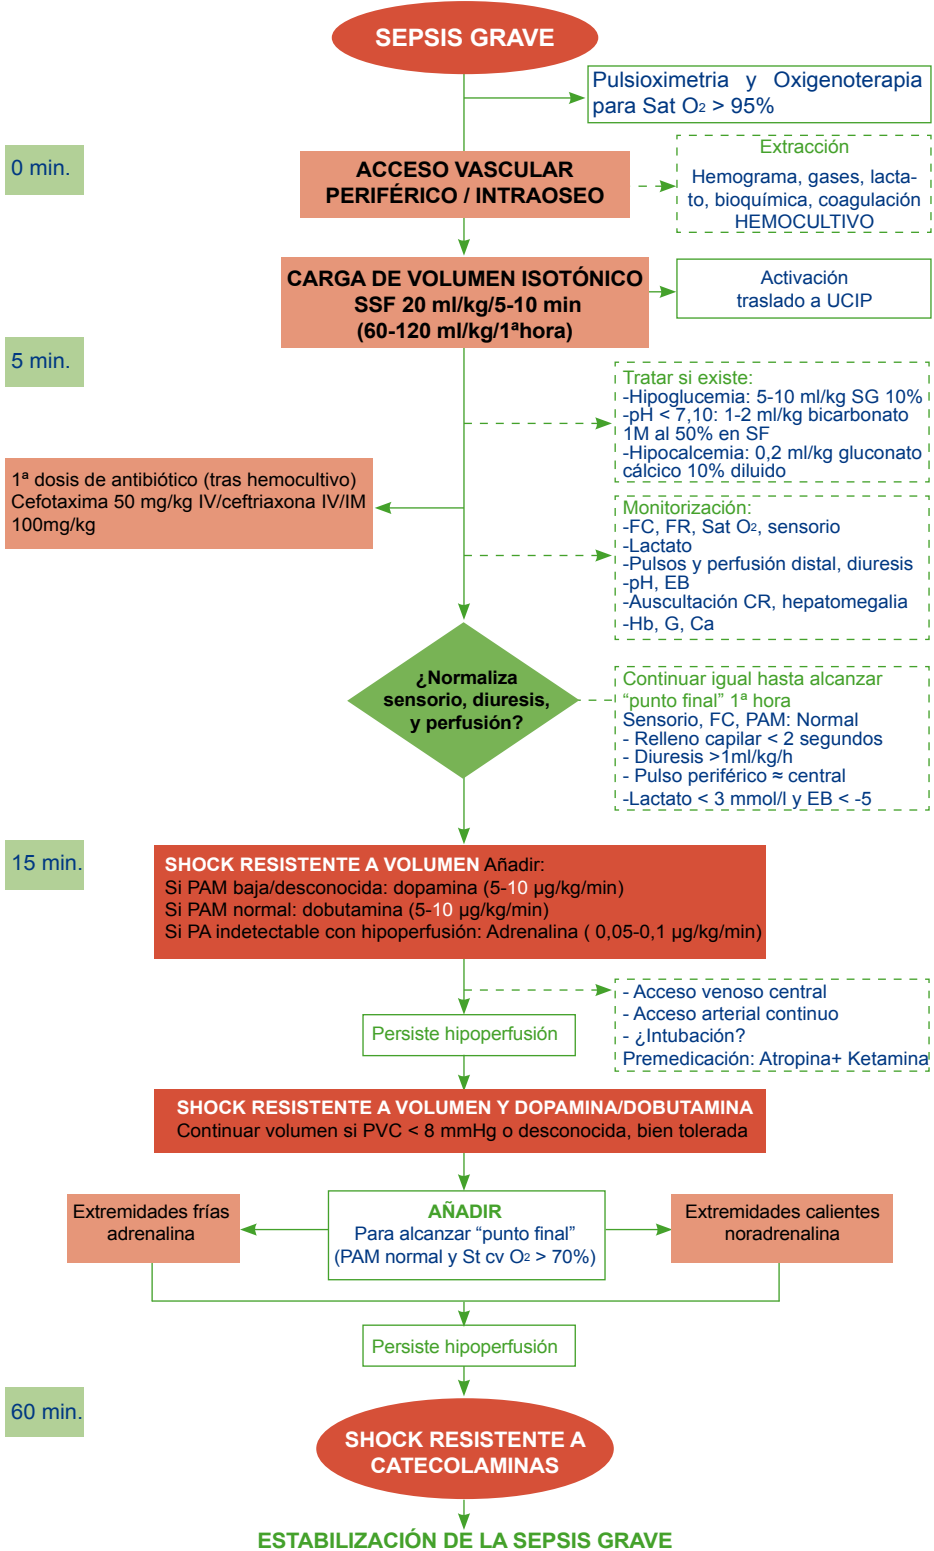 SEPSIS GRAVE
Pulsioximetria y Oxigenoterapia
para Sat O2 > 95%
0 min.
ACCESO VASCULAR
PERIFÉRICO / INTRAOSEO
Extracción
Hemograma, gases, lacta-
to, bioquímica, coagulación
HEMOCULTIVO
CARGA DE VOLUMEN ISOTÓNICO
SSF 20 ml/kg/5-10 min
(60-120 ml/kg/1ªhora)
Activación
traslado a UCIP
5 min.
Tratar si existe:
-Hipoglucemia: 5-10 ml/kg SG 10%
-pH < 7,10: 1-2 ml/kg bicarbonato
1M al 50% en SF
-Hipocalcemia: 0,2 ml/kg gluconato
cálcico 10% diluido
1ª dosis de antibiótico (tras hemocultivo)
Cefotaxima 50 mg/kg IV/ceftriaxona IV/IM
100mg/kg
Monitorización:
-FC, FR, Sat O2, sensorio
-Lactato
-Pulsos y perfusión distal, diuresis
-pH, EB
-Auscultación CR, hepatomegalia
-Hb, G, Ca
¿Normaliza
sensorio, diuresis,
y perfusión?
Continuar igual hasta alcanzar
“punto final” 1ª hora
Sensorio, FC, PAM: Normal
- Relleno capilar < 2 segundos
- Diuresis >1ml/kg/h
- Pulso periférico ≈ central
-Lactato < 3 mmol/l y EB < -5
15 min.
SHOCK RESISTENTE A VOLUMEN Añadir:
Si PAM baja/desconocida: dopamina (5-10 µg/kg/min)
Si PAM normal: dobutamina (5-10 µg/kg/min)
Si PA indetectable con hipoperfusión: Adrenalina ( 0,05-0,1 µg/kg/min)
- Acceso venoso central
- Acceso arterial continuo
- ¿Intubación?
Premedicación: Atropina+ Ketamina
Persiste hipoperfusión
SHOCK RESISTENTE A VOLUMEN Y DOPAMINA/DOBUTAMINA
Continuar volumen si PVC < 8 mmHg o desconocida, bien tolerada
Extremidades frías
adrenalina
AÑADIR
Para alcanzar “punto final”
(PAM normal y St cv O2 > 70%)
Extremidades calientes
noradrenalina
Persiste hipoperfusión
60 min.
SHOCK RESISTENTE A
CATECOLAMINAS
ESTABILIZACIÓN DE LA SEPSIS GRAVE